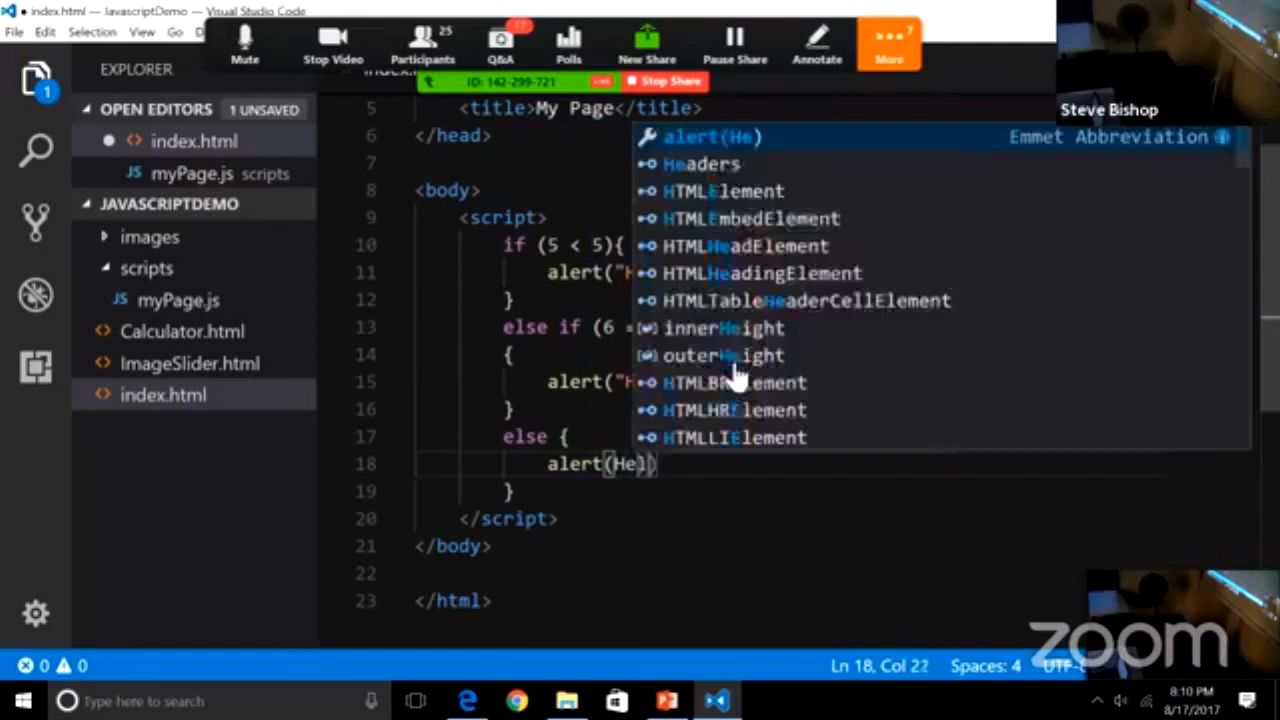 index.html — JavascriptDemo — Visual Studio Code
File Edit Selection View Go
Mute
Stop Video
Participants 25
Q&A 17
Polls
New Share
Pause Share
Annotate
More 7
ID: 142-299-721
Stop Share
Steve Bishop
EXPLORER
OPEN EDITORS 1 UNSAVED
index.html
myPage.js scripts
JAVASCRIPTDEMO
images
scripts
myPage.js
Calculator.html
ImageSlider.html
index.html
1
5 <title>My Page</title>
6 </head>
7
8 <body>
9 <script>
10 if (5 < 5){
11 alert("H
12 }
13 else if (6 =
14 {
15 alert("H
16 }
17 else {
18 alert(Hel)
19 }
20 </script>
21 </body>
22
23 </html>
alert(He) Emmet Abbreviation
Headers
HTMLElement
HTMLEmbedElement
HTMLHeadElement
HTMLHeadingElement
HTMLTableHeaderCellElement
innerHeight
outerHeight
HTMLBRElement
HTMLHRElement
HTMLLIElement
zoom
0 0
Ln 18, Col 22 Spaces: 4 UTF-8
Type here to search
8:10 PM
8/17/2017